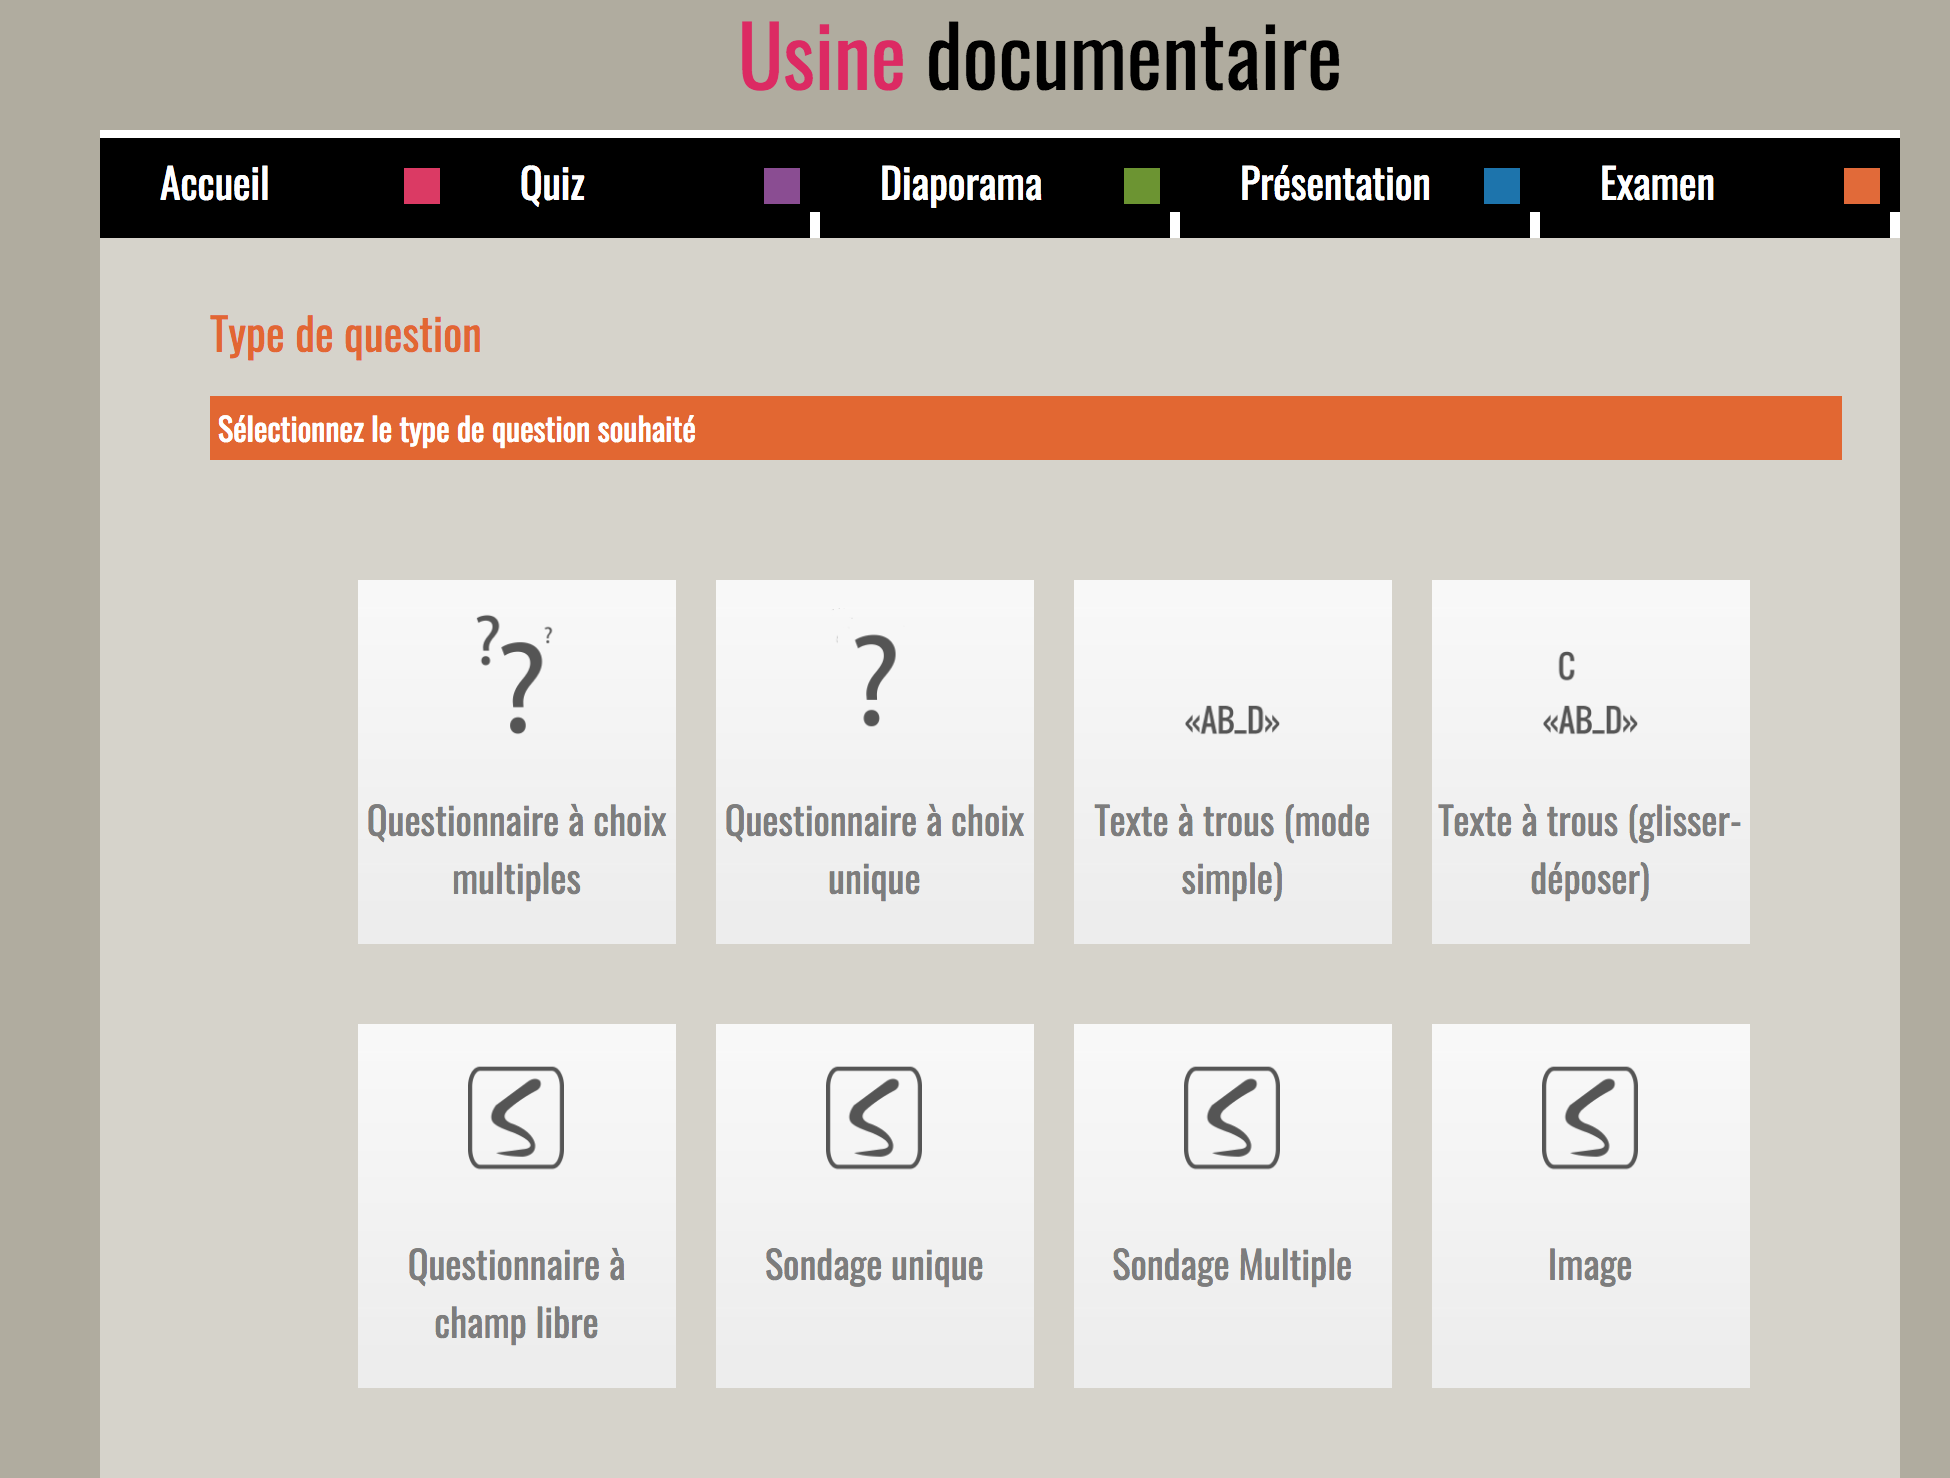 Usine documentaire
Accueil
Quiz
Diaporama
Présentation
Examen
Type de question
Sélectionnez le type de question souhaité
? ? ?
Questionnaire à choix
multiples
?
Questionnaire à choix
unique
«AB_D»
Texte à trous (mode
simple)
C
«AB_D»
Texte à trous (glisser-
déposer)
Questionnaire à
champ libre
Sondage unique
Sondage Multiple
Image